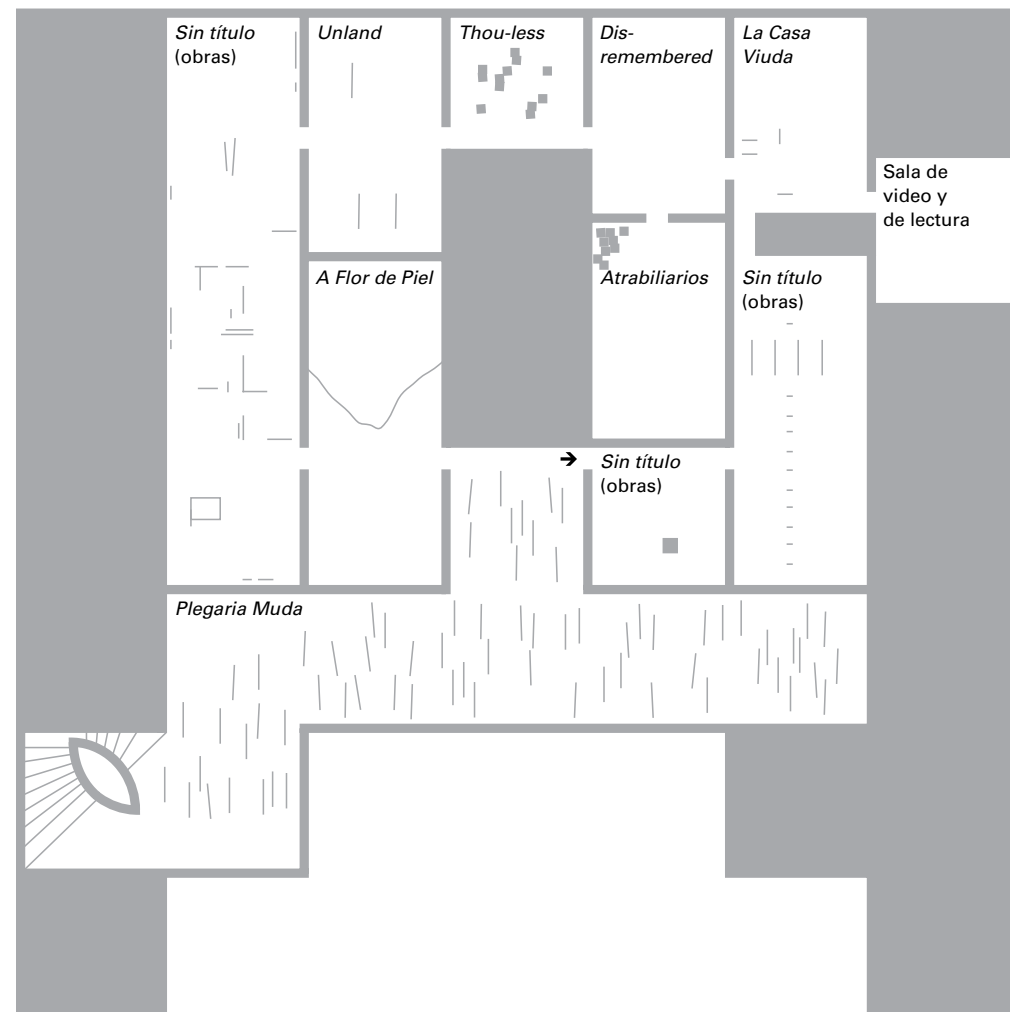 Sin título
(obras)
Unland
Thou-less
Dis-
remembered
La Casa
Viuda
Sala de
video y
de lectura
A Flor de Piel
Atrabiliarios
Sin título
(obras)
Sin título
(obras)
Plegaria Muda